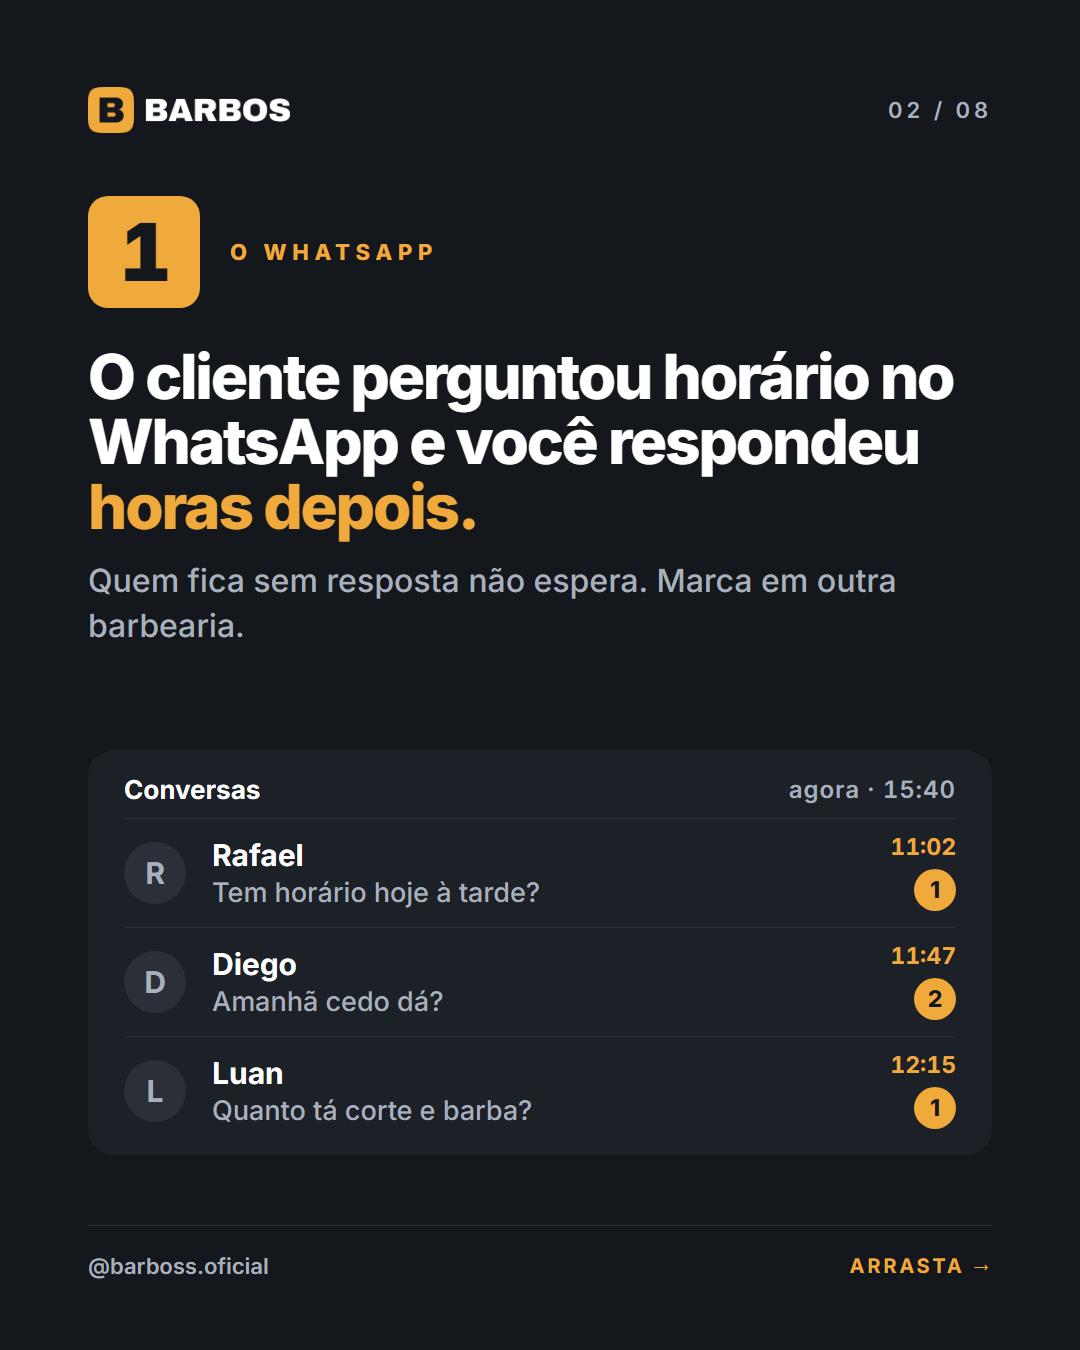 B BARBOS
02 / 08
1
O WHATSAPP
O cliente perguntou horário no
WhatsApp e você respondeu
horas depois.
Quem fica sem resposta não espera. Marca em outra
barbearia.
Conversas
agora · 15:40
R
Rafael
11:02
Tem horário hoje à tarde?
1
D
Diego
11:47
Amanhã cedo dá?
2
L
Luan
12:15
Quanto tá corte e barba?
1
@barboss.oficial
ARRASTA →